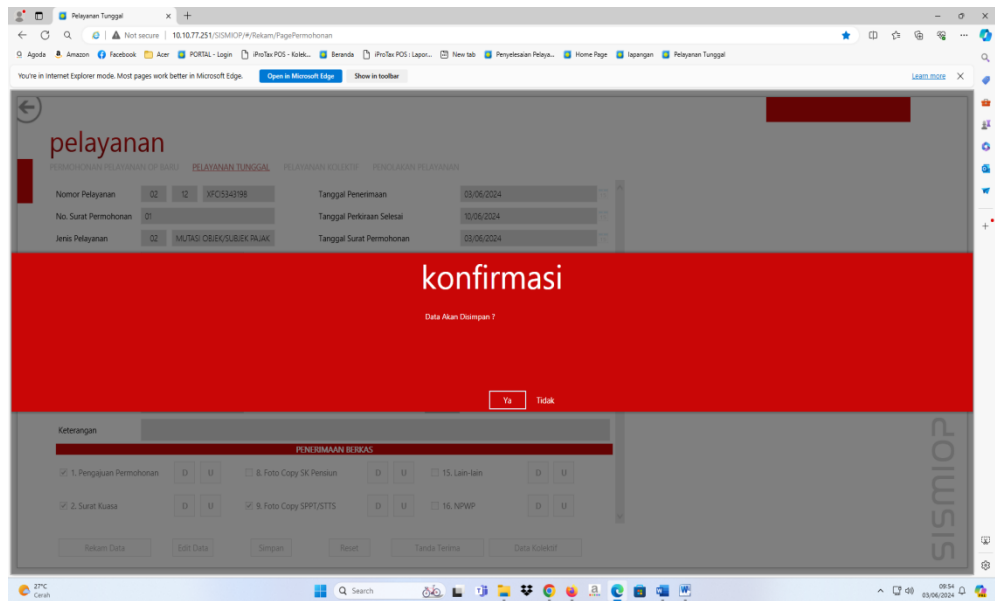 Pelayanan Tunggal
Not secure | 10.10.77.251/SISMIOP/#/Rekam/PagePermohonan
Agoda Amazon Facebook Acer PORTAL - Login iProTax POS - Kolek... Beranda iProTax POS : Lapor... New tab Penyelesaian Pelaya... Home Page lapangan Pelayanan Tunggal
You're in Internet Explorer mode. Most pages work better in Microsoft Edge. Open in Microsoft Edge Show in toolbar Learn more
pelayanan
PERMOHONAN PELAYANAN OP BARU PELAYANAN TUNGGAL PELAYANAN KOLEKTIF PENGURANGAN PELAYANAN
Nomor Pelayanan 02 12 Tanggal Penerimaan 03/06/2024
No. Surat Permohonan 01 Tanggal Perkiraan Selesai 10/06/2024
Jenis Pelayanan 02 MUTASI OBJEK/SUBJEK PAJAK Tanggal Surat Permohonan 03/06/2024
konfirmasi
Data Akan Disimpan ?
Ya Tidak
Keterangan
PENERIMAAN BERKAS
1. Pengajuan Permohonan D U 8. Foto Copy SK Pensiun D U 15. Lain-lain D U
2. Surat Kuasa D U 9. Foto Copy SPPT/STTS D U 16. NPWP D U
Rekam Data Edit Data Simpan Reset Tanda Terima Data Kolektif
SISMIOP
27°C
Cerah
Search
09:54
03/06/2024